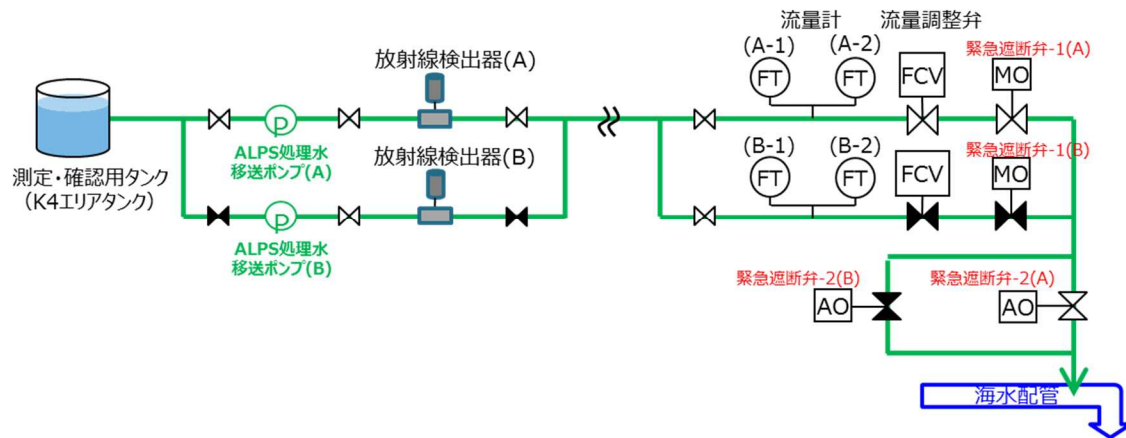 流量計
流量調整弁
(A-1)
(A-2)
緊急遮断弁-1(A)
放射線検出器(A)
FT
FT
FCV
MO
P
ALPS処理水
移送ポンプ(A)
放射線検出器(B)
(B-1)
(B-2)
緊急遮断弁-1(B)
測定・確認用タンク
(K4エリアタンク)
FT
FT
FCV
MO
P
ALPS処理水
移送ポンプ(B)
緊急遮断弁-2(B)
緊急遮断弁-2(A)
AO
AO
海水配管